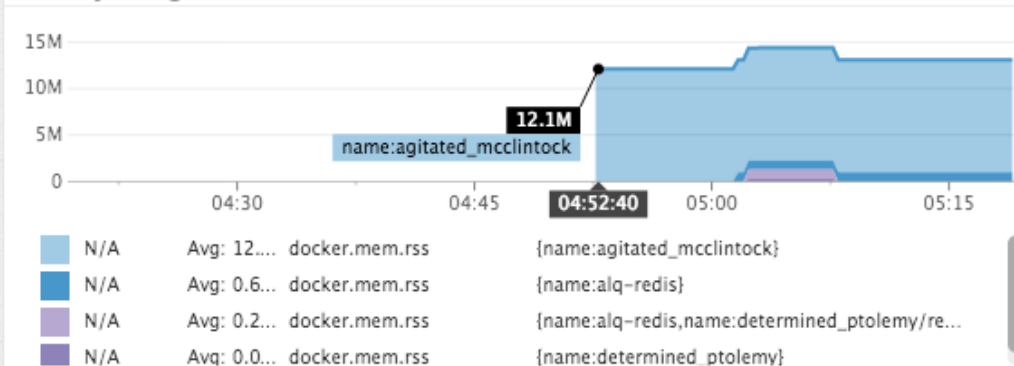 15M
10M
5M
0
12.1M
name:agitated_mcclintock
04:30 04:45 04:52:40 05:00 05:15
N/A Avg: 12.... docker.mem.rss {name:agitated_mcclintock}
N/A Avg: 0.6... docker.mem.rss {name:alq-redis}
N/A Avg: 0.2... docker.mem.rss {name:alq-redis,name:determined_ptolemy/re...
N/A Avg: 0.0... docker.mem.rss {name:determined_ptolemy}